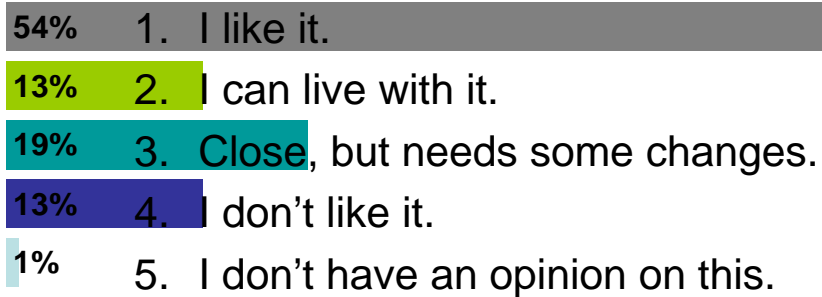 54% 1. I like it.
13% 2. I can live with it.
19% 3. Close, but needs some changes.
13% 4. I don’t like it.
1% 5. I don’t have an opinion on this.